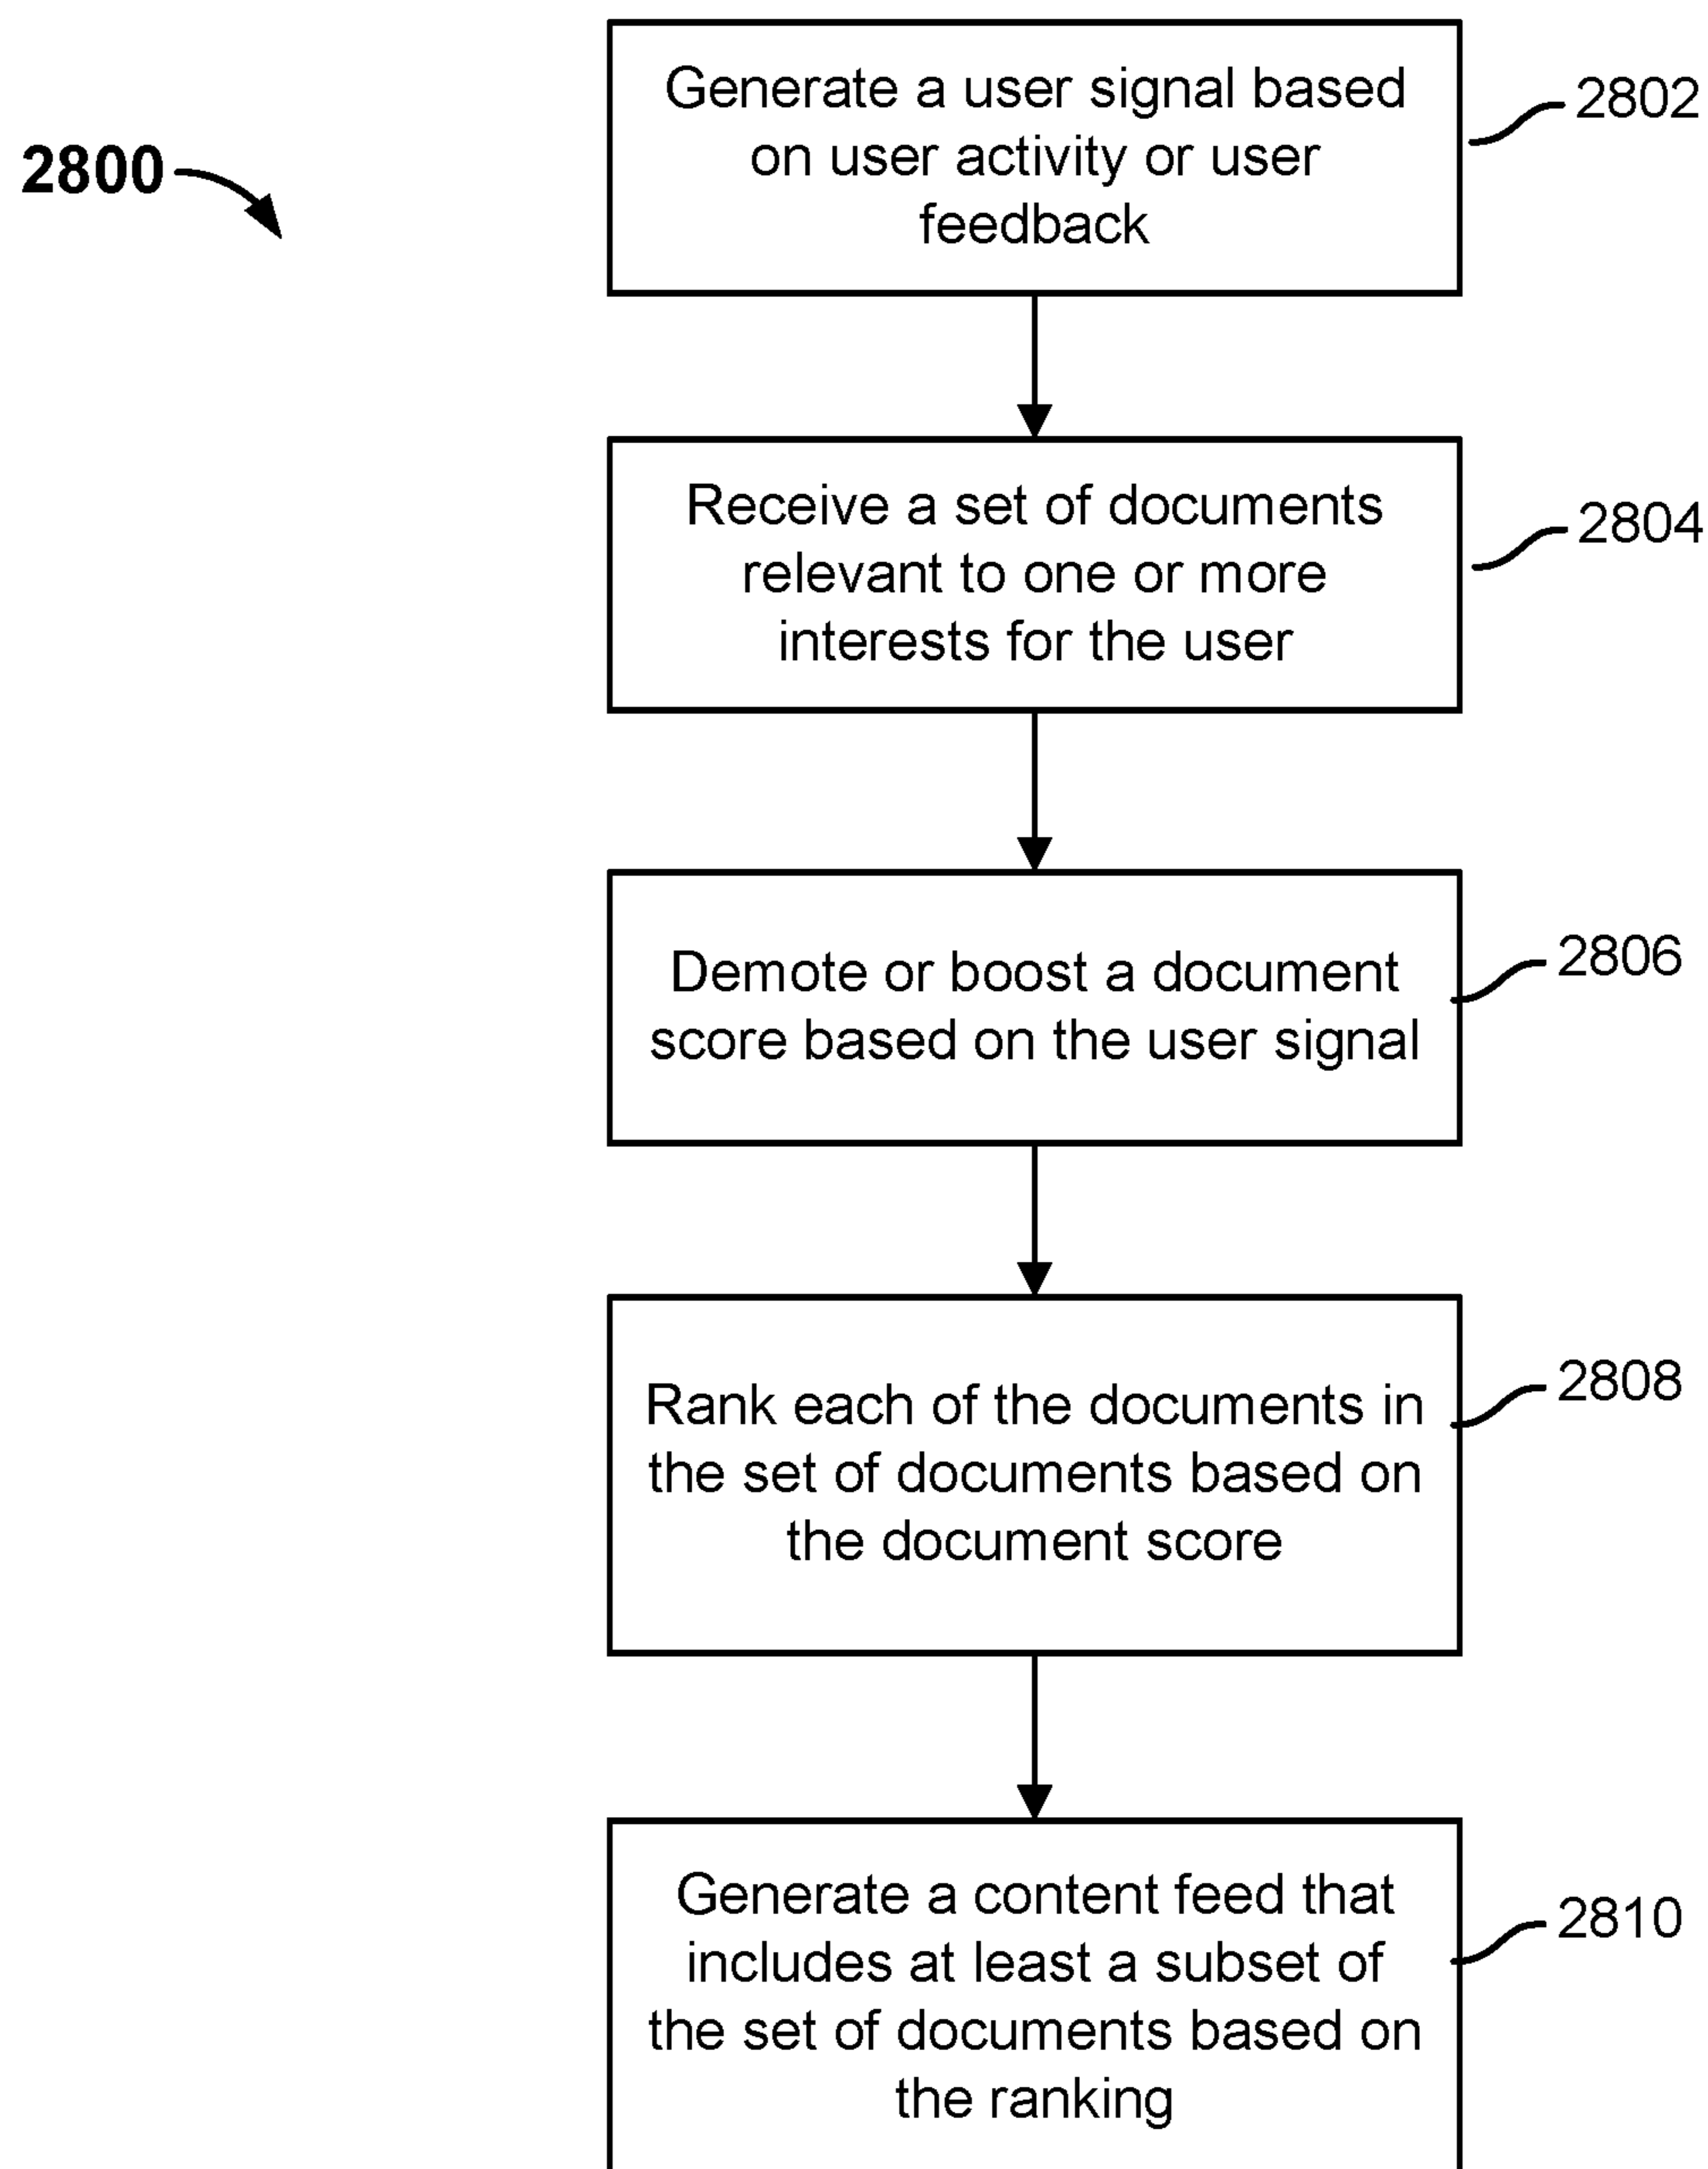 2800
Generate a user signal based
on user activity or user
feedback
2802
Receive a set of documents
relevant to one or more
interests for the user
2804
Demote or boost a document
score based on the user signal
2806
Rank each of the documents in
the set of documents based on
the document score
2808
Generate a content feed that
includes at least a subset of
the set of documents based on
the ranking
2810